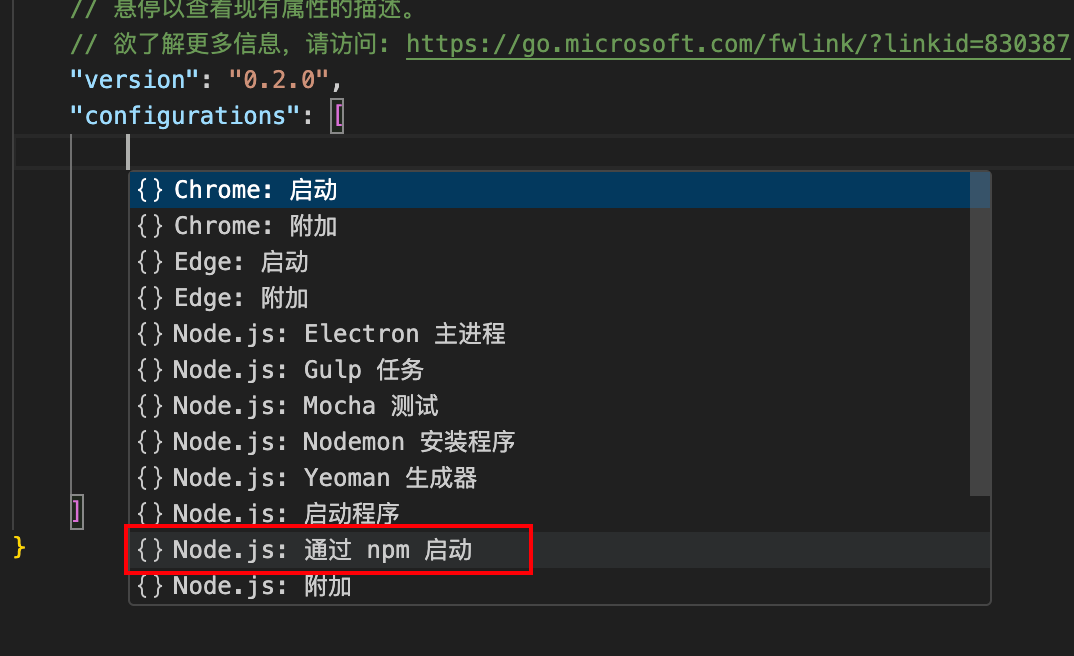 // 悬停以查看现有属性的描述。
// 欲了解更多信息，请访问: https://go.microsoft.com/fwlink/?linkid=830387
"version": "0.2.0",
"configurations": [
{} Chrome: 启动
{} Chrome: 附加
{} Edge: 启动
{} Edge: 附加
{} Node.js: Electron 主进程
{} Node.js: Gulp 任务
{} Node.js: Mocha 测试
{} Node.js: Nodemon 安装程序
{} Node.js: Yeoman 生成器
] {} Node.js: 启动程序
} {} Node.js: 通过 npm 启动
{} Node.js: 附加